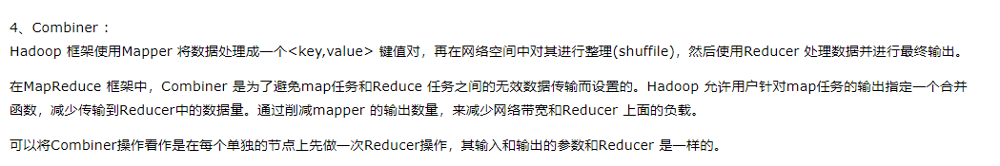 4、Combiner：
Hadoop 框架使用Mapper 将数据处理成一个<key,value> 键值对，再在网络空间中对其进行整理(shuffile)，然后使用Reducer 处理数据并进行最终输出。
在MapReduce 框架中，Combiner 是为了避免map任务和Reduce 任务之间的无效数据传输而设置的。Hadoop 允许用户针对map任务的输出指定一个合并
函数，减少传输到Reducer中的数据量。通过削减mapper 的输出数量，来减少网络带宽和Reducer 上面的负载。
可以将Combiner操作看作是在每个单独的节点上先做一次Reducer操作，其输入和输出的参数和Reducer 是一样的。